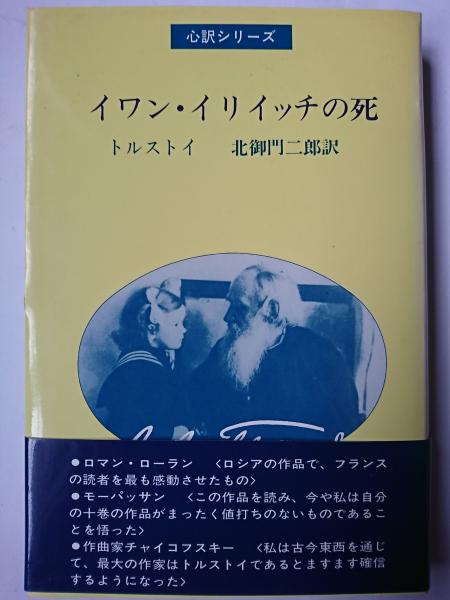 心訳シリーズ
イワン・イリイッチの死
トルストイ 北御門二郎訳
●ロマン・ローラン <ロシアの作品で、フランス
の読者を最も感動させたもの>
●モーパッサン <この作品を読み、今や私は自分
の十巻の作品がまったく値打ちのないものであるこ
とを悟った>
●作曲家チャイコフスキー <私は古今東西を通じ
て、最大の作家はトルストイであるとますます確信
するようになった>